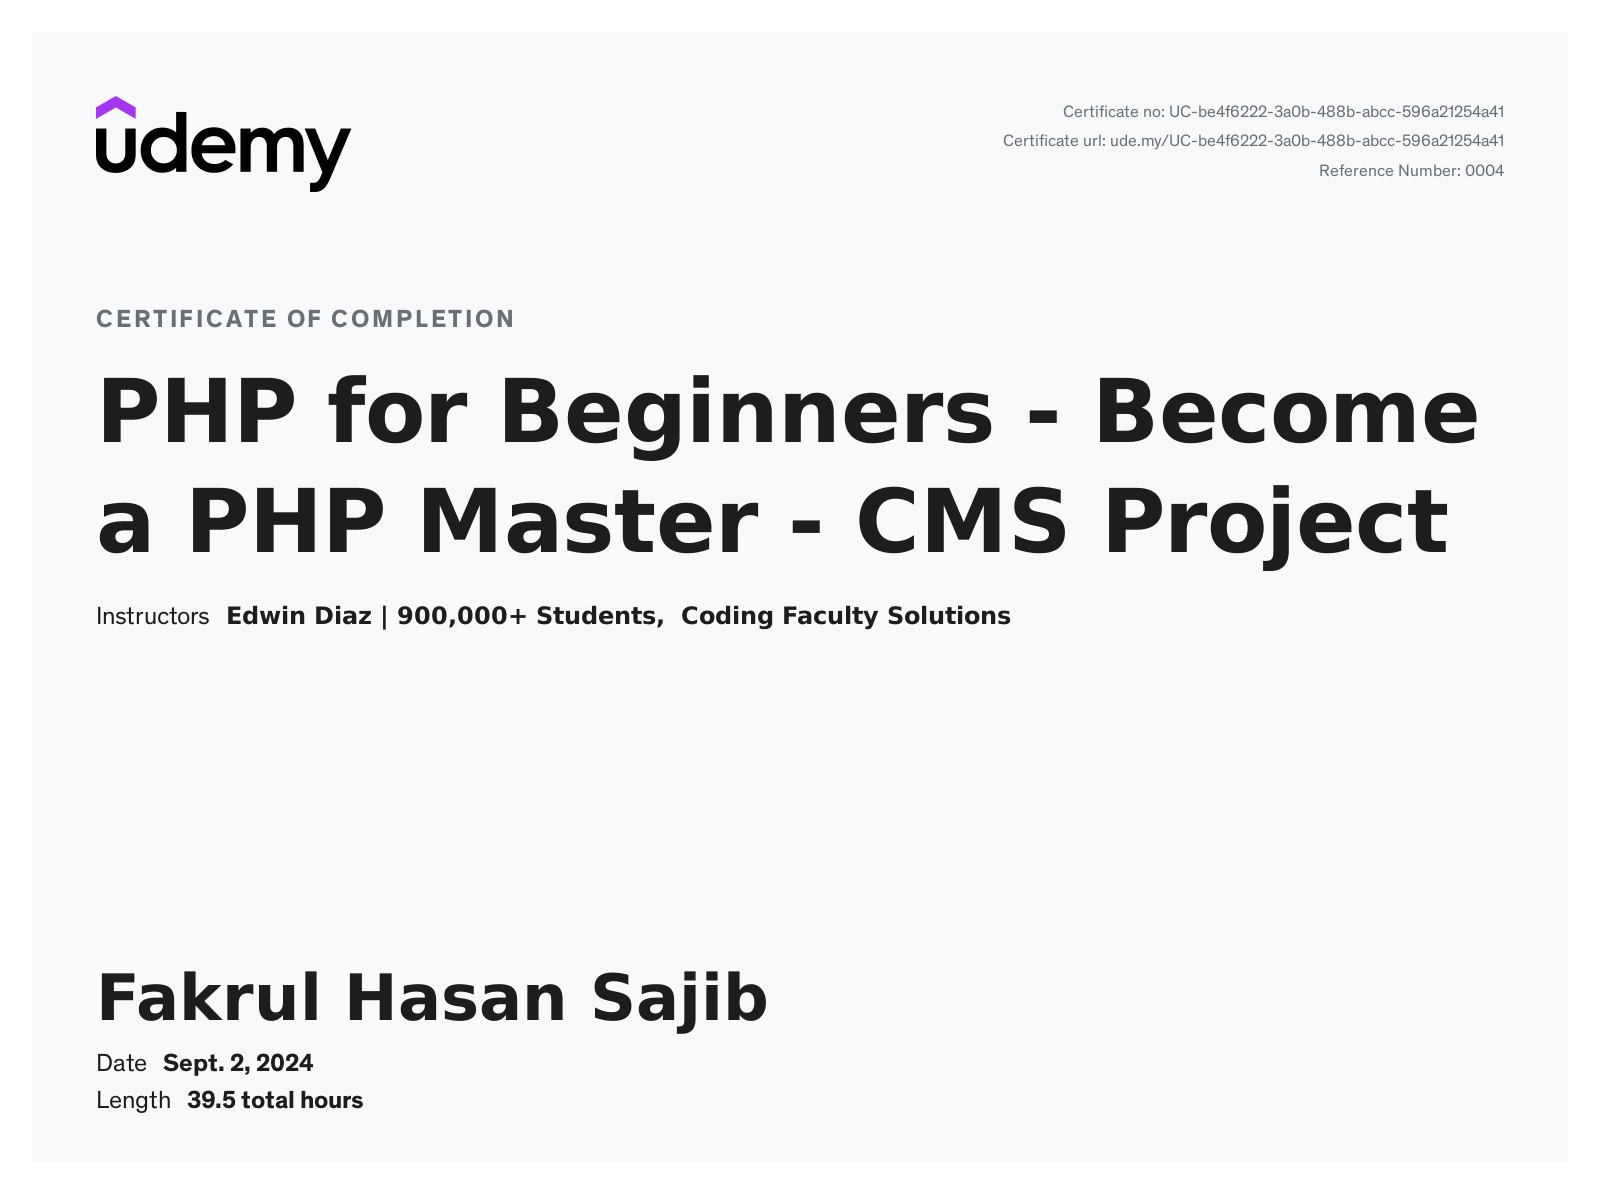 udemy
Certificate no: UC-be4f6222-3a0b-488b-abcc-596a21254a41
Certificate url: ude.my/UC-be4f6222-3a0b-488b-abcc-596a21254a41
Reference Number: 0004
CERTIFICATE OF COMPLETION
PHP for Beginners - Become
a PHP Master - CMS Project
Instructors Edwin Diaz | 900,000+ Students, Coding Faculty Solutions
Fakrul Hasan Sajib
Date Sept. 2, 2024
Length 39.5 total hours